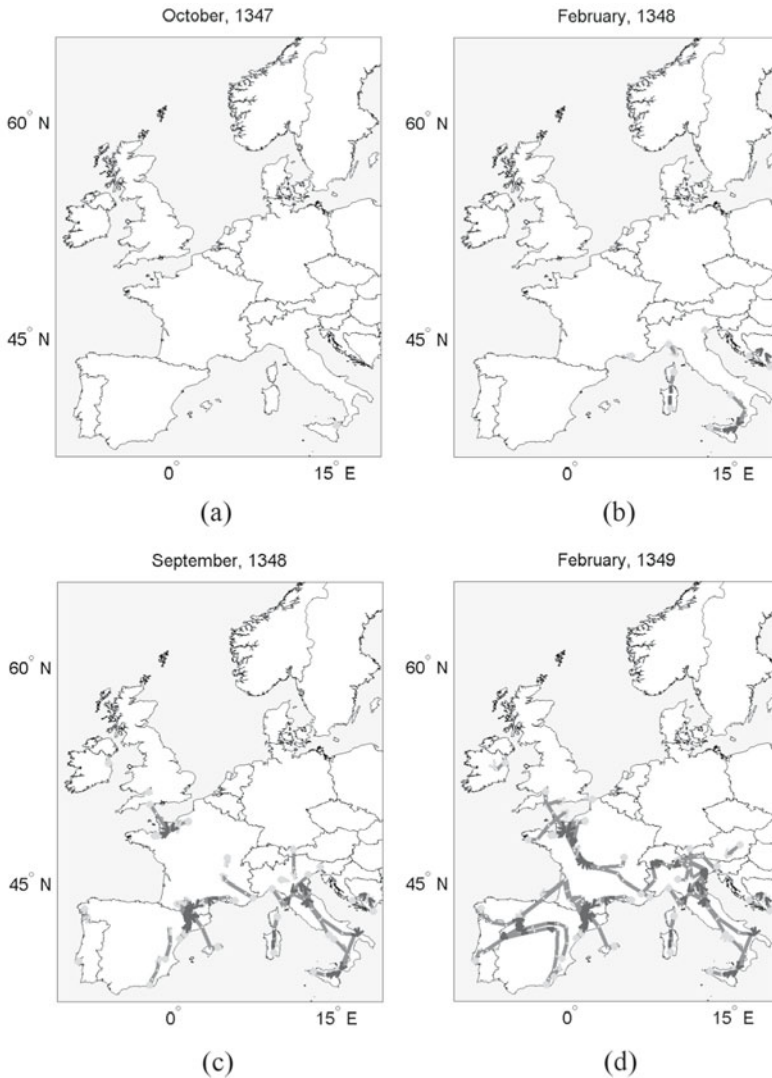 October, 1347
February, 1348
60° N
60° N
45° N
45° N
0°
15° E
0°
15° E
(a)
(b)
September, 1348
February, 1349
60° N
60° N
45° N
45° N
0°
15° E
0°
15° E
(c)
(d)